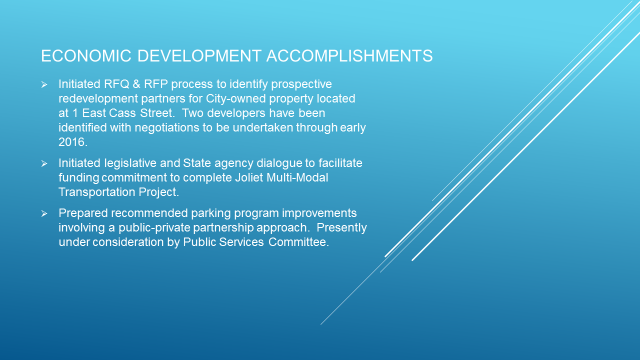 ECONOMIC DEVELOPMENT ACCOMPLISHMENTS
Initiated RFQ & RFP process to identify prospective
redevelopment partners for City-owned property located
at 1 East Cass Street.  Two developers have been
identified with negotiations to be undertaken through early
2016.
Initiated legislative and State agency dialogue to facilitate
funding commitment to complete Joliet Multi-Modal
Transportation Project.
Prepared recommended parking program improvements
involving a public-private partnership approach.  Presently
under consideration by Public Services Committee.